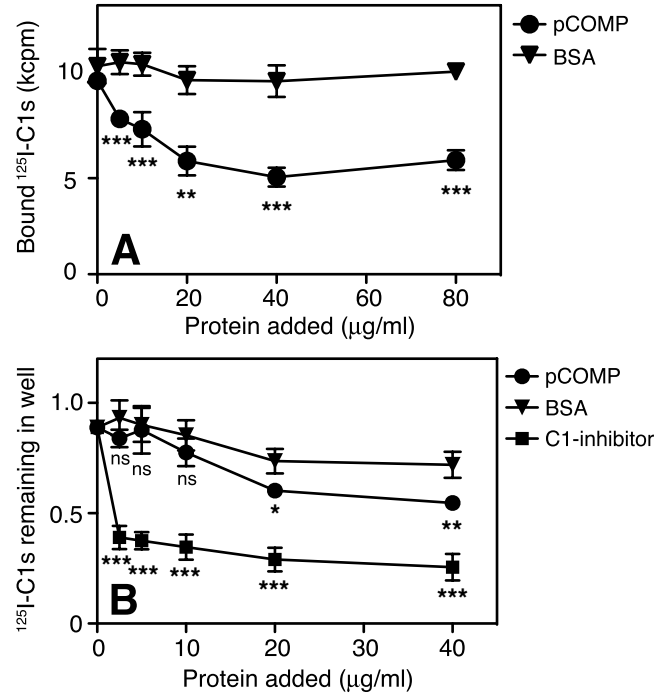 pCOMP
BSA
Bound ¹²⁵I-C1s (kcpm)
10
5
0
***
***
**
***
***
A
0 20 40 60 80
Protein added (µg/ml)
pCOMP
BSA
C1-inhibitor
¹²⁵I-C1s remaining in well
1.0
0.5
0
ns
ns
ns
*
**
***
***
***
***
***
B
0 10 20 30 40
Protein added (µg/ml)